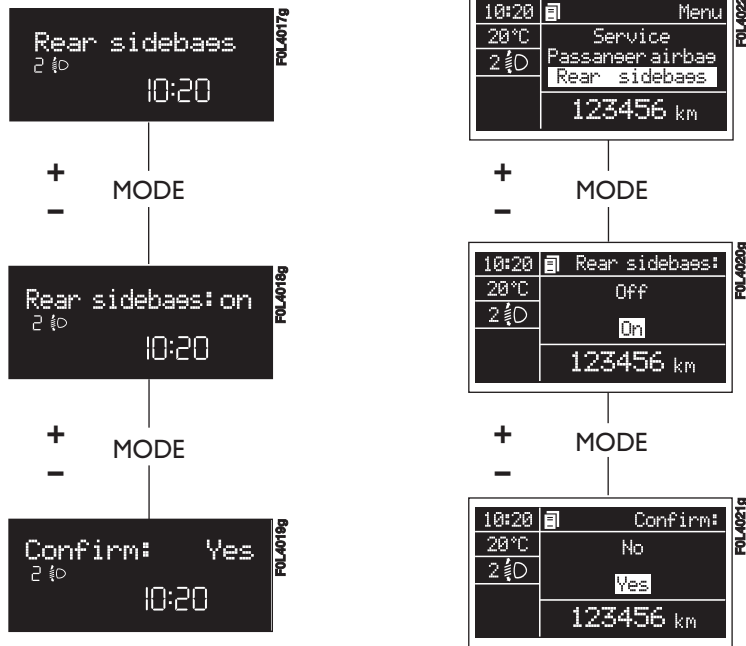 Rear sidebags
2
10:20
F0L4017g
+
MODE
−
Rear sidebags: on
2
10:20
F0L4018g
+
MODE
−
Confirm: Yes
2
10:20
F0L4019g
10:20 Menu
20°C Service
2 Passanger airbag
Rear sidebags
123456 km
+
MODE
−
10:20 Rear sidebags:
20°C Off
2
On
123456 km
F0L4020g
+
MODE
−
10:20 Confirm:
20°C No
2
Yes
123456 km
F0L4021g